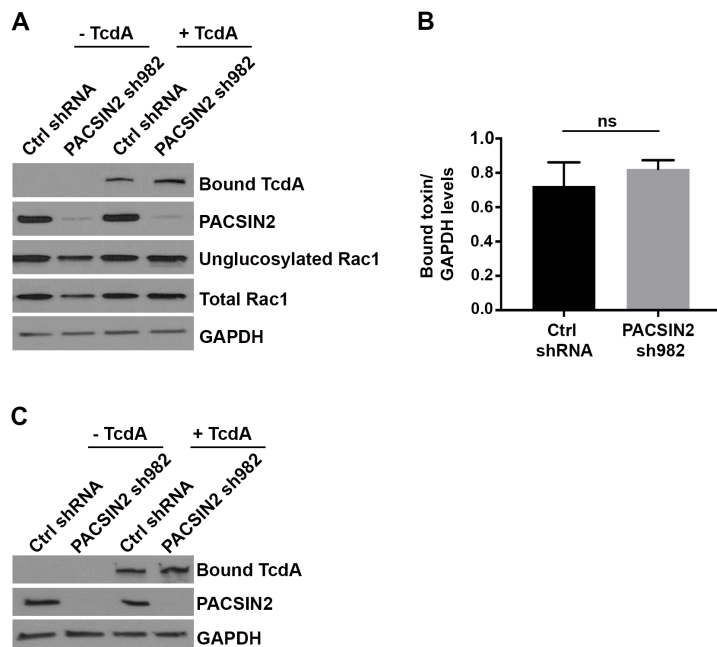 A
- TcdA
+ TcdA
Ctrl shRNA
PACSIN2 sh982
Ctrl shRNA
PACSIN2 sh982
Bound TcdA
PACSIN2
Unglucosylated Rac1
Total Rac1
GAPDH
B
ns
Bound toxin/
GAPDH levels
1.0
0.8
0.6
0.4
0.2
0.0
Ctrl
shRNA
PACSIN2
sh982
C
- TcdA
+ TcdA
Ctrl shRNA
PACSIN2 sh982
Ctrl shRNA
PACSIN2 sh982
Bound TcdA
PACSIN2
GAPDH